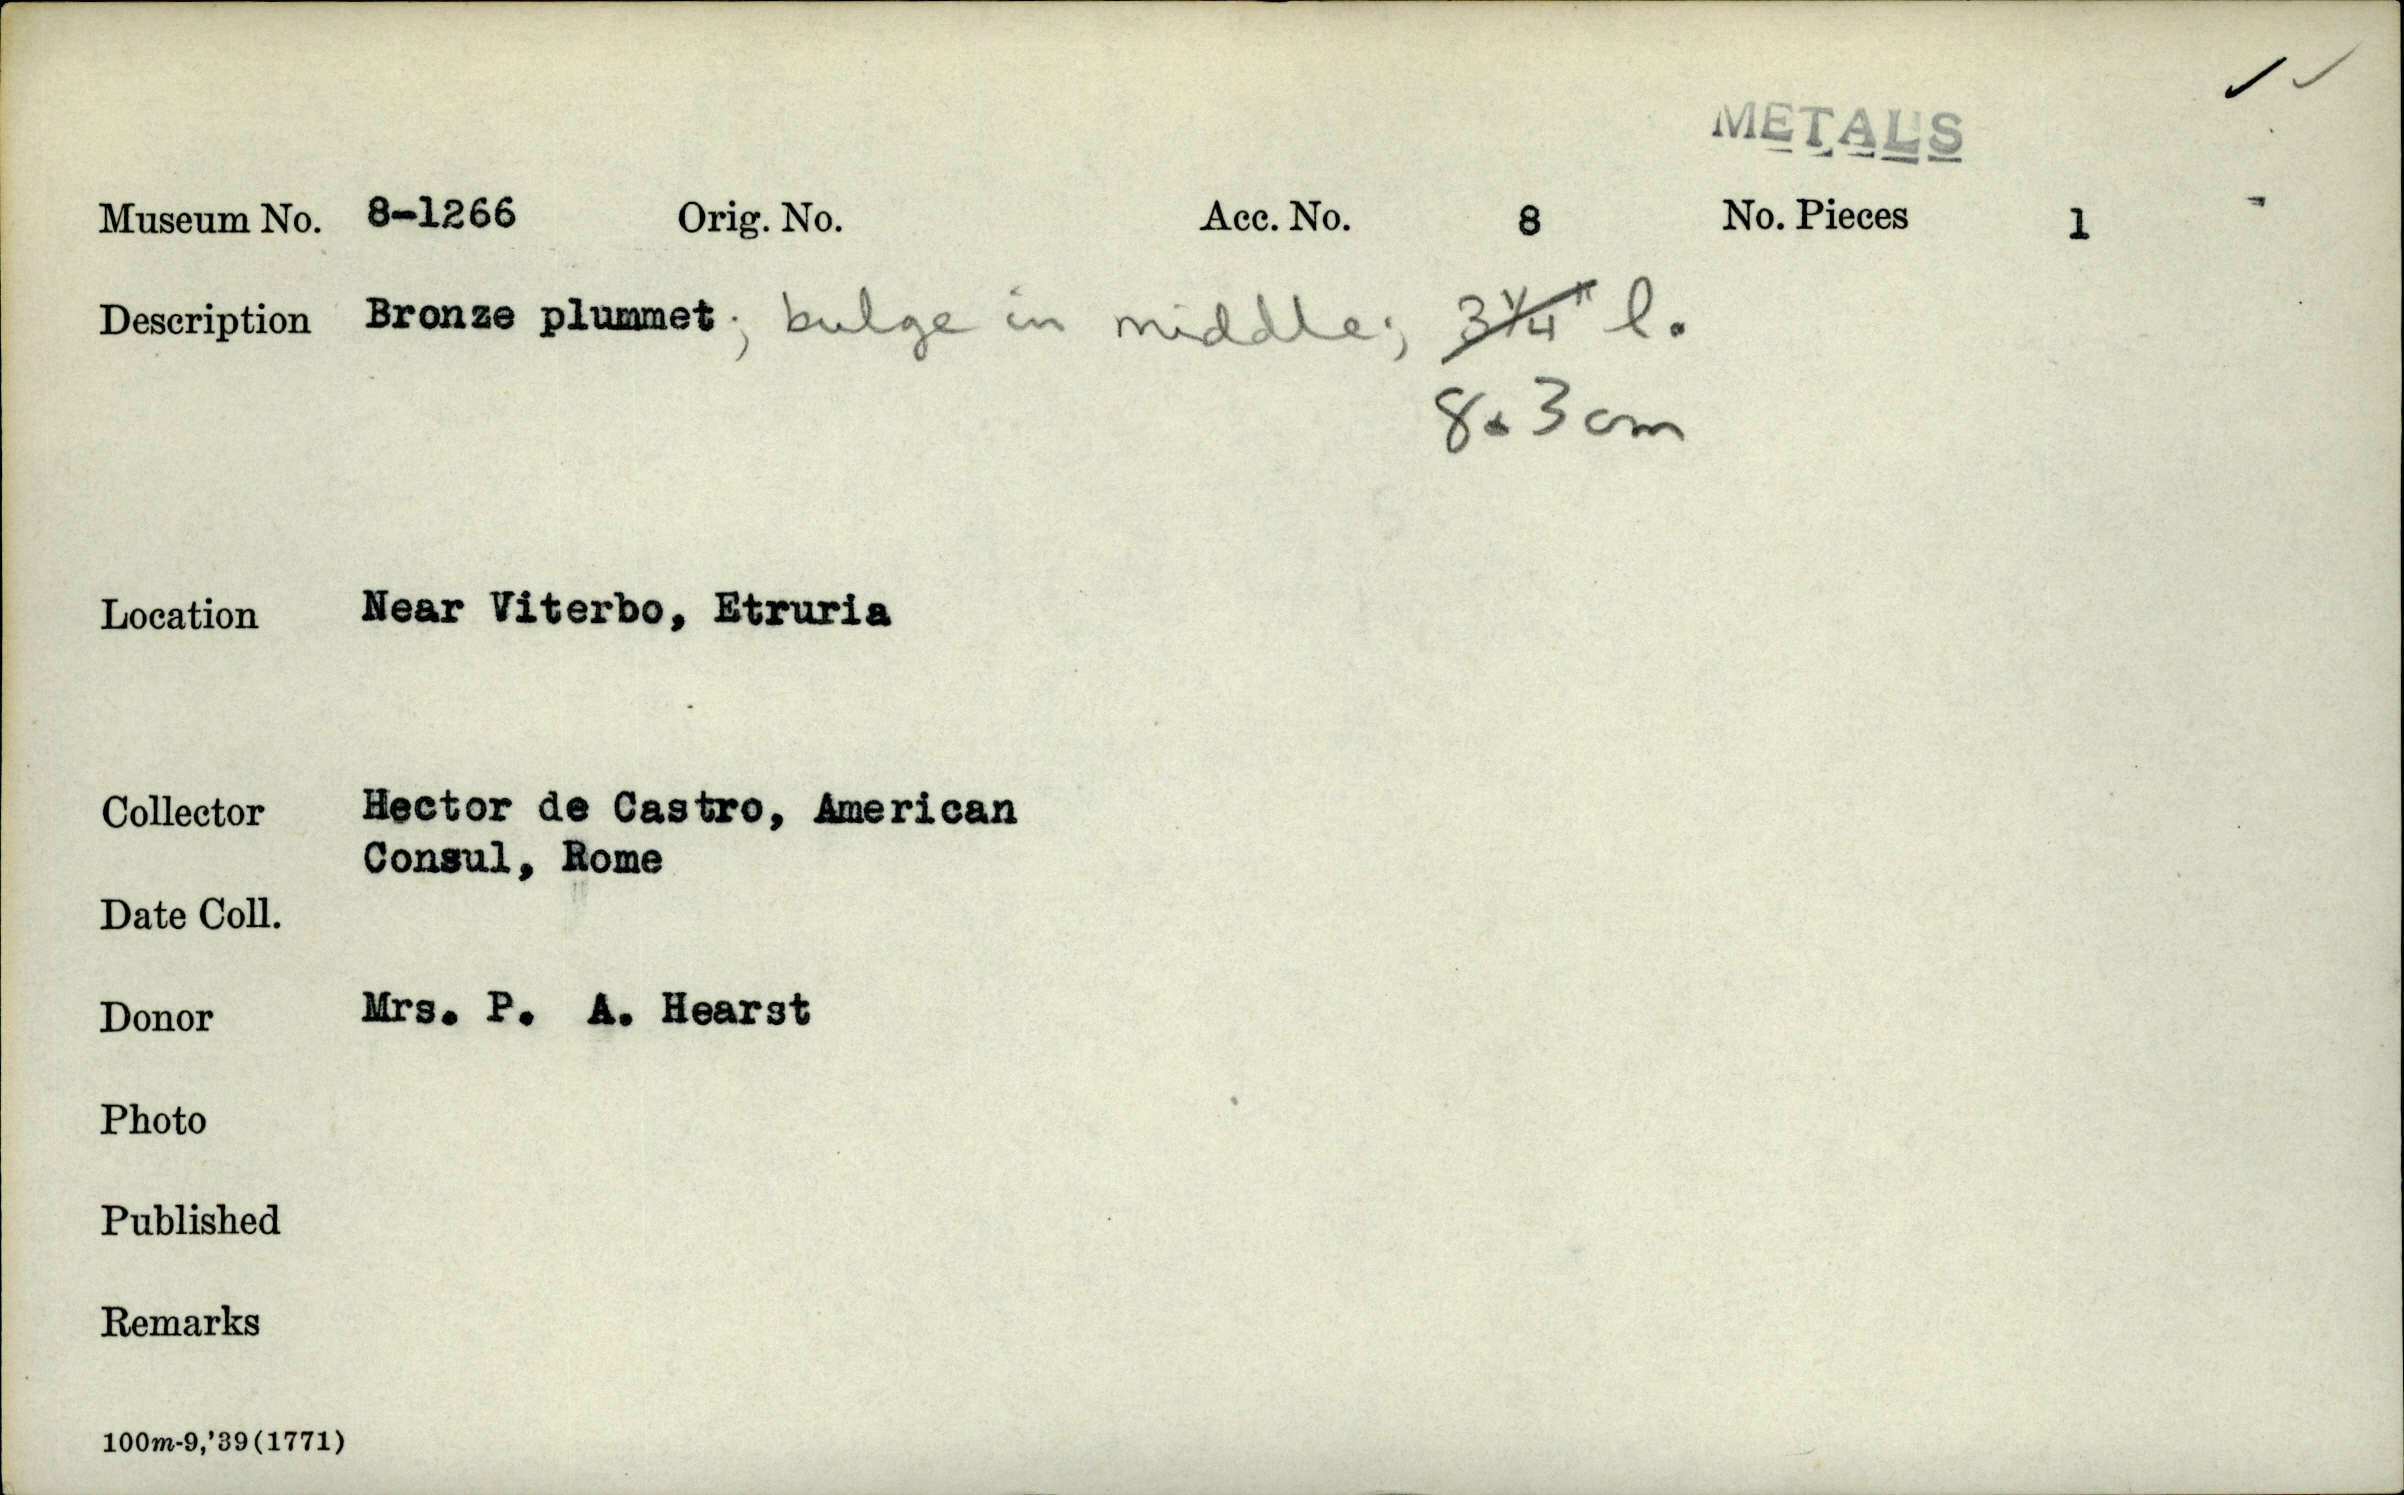 METALS
Museum No. 8-1266 Orig. No. Acc. No. 8 No. Pieces 1
Description Bronze plummet; bulge in middle; 3 1/4" l.
8.3 cm
Location Near Viterbo, Etruria
Collector Hector de Castro, American
Consul, Rome
Date Coll.
Donor Mrs. P. A. Hearst
Photo
Published
Remarks
100m-9,'39(1771)